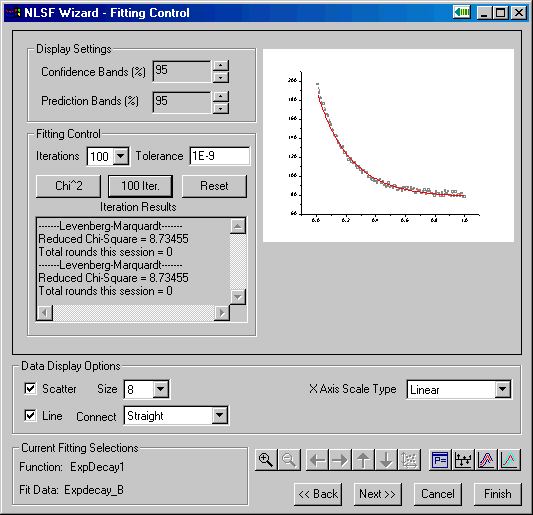 NLSF Wizard - Fitting Control
Display Settings
Confidence Bands (%) 95
Prediction Bands (%) 95
Fitting Control
Iterations 100 Tolerance 1E-9
Chi^2 100 Iter. Reset
Iteration Results
-------Levenberg-Marquardt-------
Reduced Chi-Square = 8.73455
Total rounds this session = 0
-------Levenberg-Marquardt-------
Reduced Chi-Square = 8.73455
Total rounds this session = 0
200
180
160
140
120
100
80
60
0.0 0.2 0.4 0.6 0.8 1.0
Data Display Options
Scatter Size 8 X Axis Scale Type Linear
Line Connect Straight
Current Fitting Selections
Function: ExpDecay1
Fit Data: Expdecay_B
P=
<< Back Next >> Cancel Finish